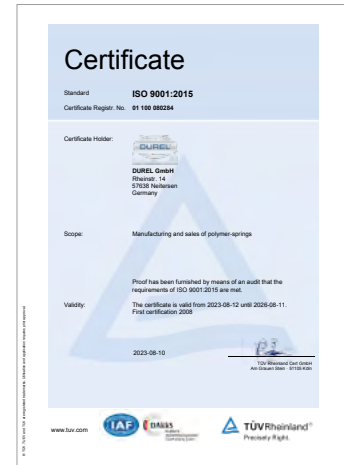 Certificate
Standard ISO 9001:2015
Certificate Registr. No. 01 100 080284
Certificate Holder:
DUREL
DUREL GmbH
Rheinstr. 14
57638 Neitersen
Germany
Scope: Manufacturing and sales of polymer-springs
Proof has been furnished by means of an audit that the
requirements of ISO 9001:2015 are met.
Validity: The certificate is valid from 2023-08-12 until 2026-08-11.
First certification 2008
2023-08-10
TÜV Rheinland Cert GmbH
Am Grauen Stein · 51105 Köln
www.tuv.com
IAF
DAkkS
TÜVRheinland®
Precisely Right.